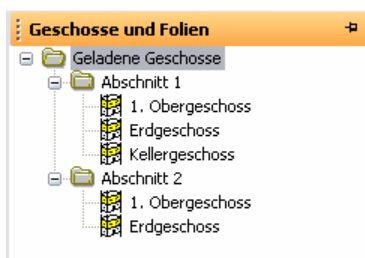 Geschosse und Folien
Geladene Geschosse
Abschnitt 1
1. Obergeschoss
Erdgeschoss
Kellergeschoss
Abschnitt 2
1. Obergeschoss
Erdgeschoss